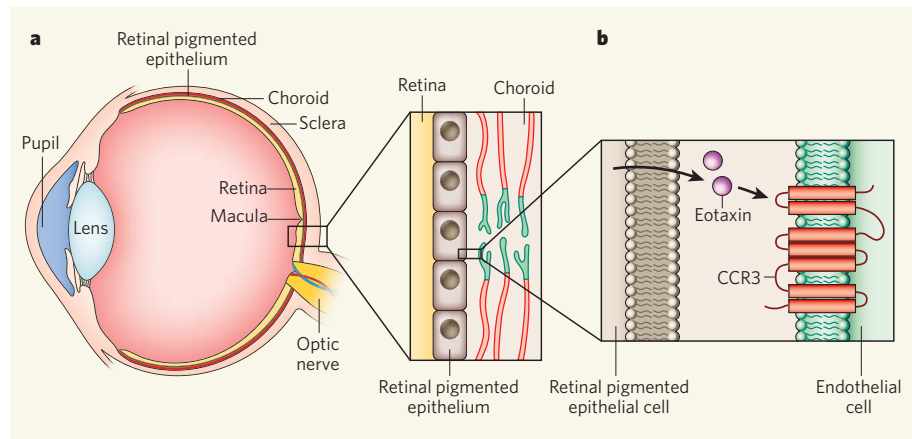 a
Retinal pigmented
epithelium
Choroid
Sclera
Pupil
Retina
Macula
Lens
Optic
nerve
Retina
Choroid
Retinal pigmented
epithelium
b
Eotaxin
CCR3
Retinal pigmented
epithelial cell
Endothelial
cell